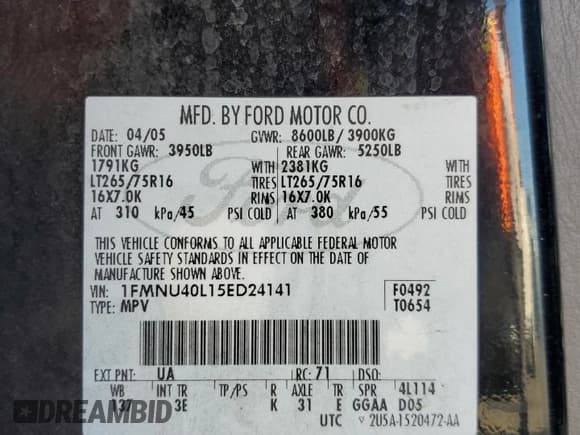 MFD. BY FORD MOTOR CO.
DATE: 04/05 GVWR: 8600LB/ 3900KG
FRONT GAWR: 3950LB REAR GAWR: 5250LB
1791KG WITH 2381KG WITH
LT265/75R16 TIRES LT265/75R16 TIRES
16X7.0K RIMS 16X7.0K RIMS
AT 310 kPa/45 PSI COLD AT 380 kPa/55 PSI COLD
THIS VEHICLE CONFORMS TO ALL APPLICABLE FEDERAL MOTOR
VEHICLE SAFETY STANDARDS IN EFFECT ON THE DATE OF
MANUFACTURE SHOWN ABOVE.
VIN: 1FMNU40L15ED24141 F0492
TYPE: MPV T0654
EXT PNT: UA RC: 71 DSO:
WB INT TR TP/PS R AXLE TR SPR 4L114
137 3E K 31 E GGAA D05
UTC 2U5A-1520472-AA
Ford
DREAMBID